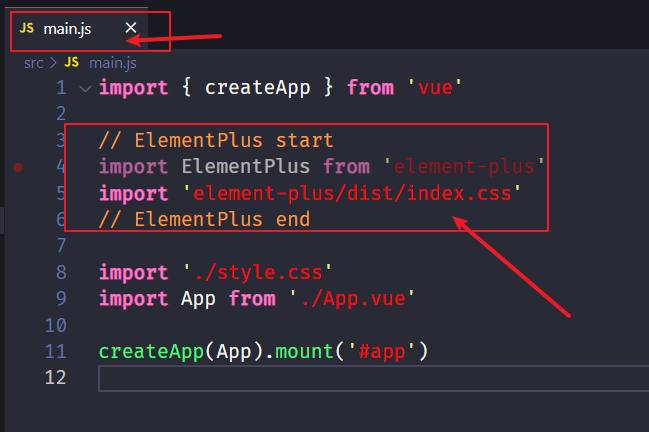 JS main.js ×
src > JS main.js
1 import { createApp } from 'vue'
2
3 // ElementPlus start
4 import ElementPlus from 'element-plus'
5 import 'element-plus/dist/index.css'
6 // ElementPlus end
7
8 import './style.css'
9 import App from './App.vue'
10
11 createApp(App).mount('#app')
12